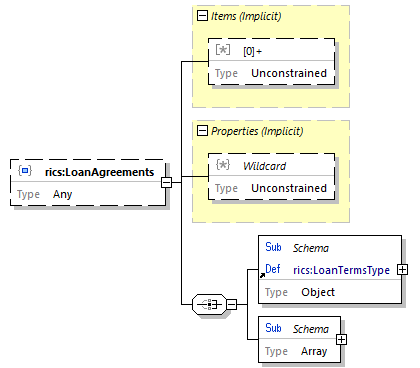 Items (Implicit)
[0]+
Type Unconstrained
Properties (Implicit)
Wildcard
Type Unconstrained
rics:LoanAgreements
Type Any
Sub Schema
Def rics:LoanTermsType
Type Object
Sub Schema
Type Array